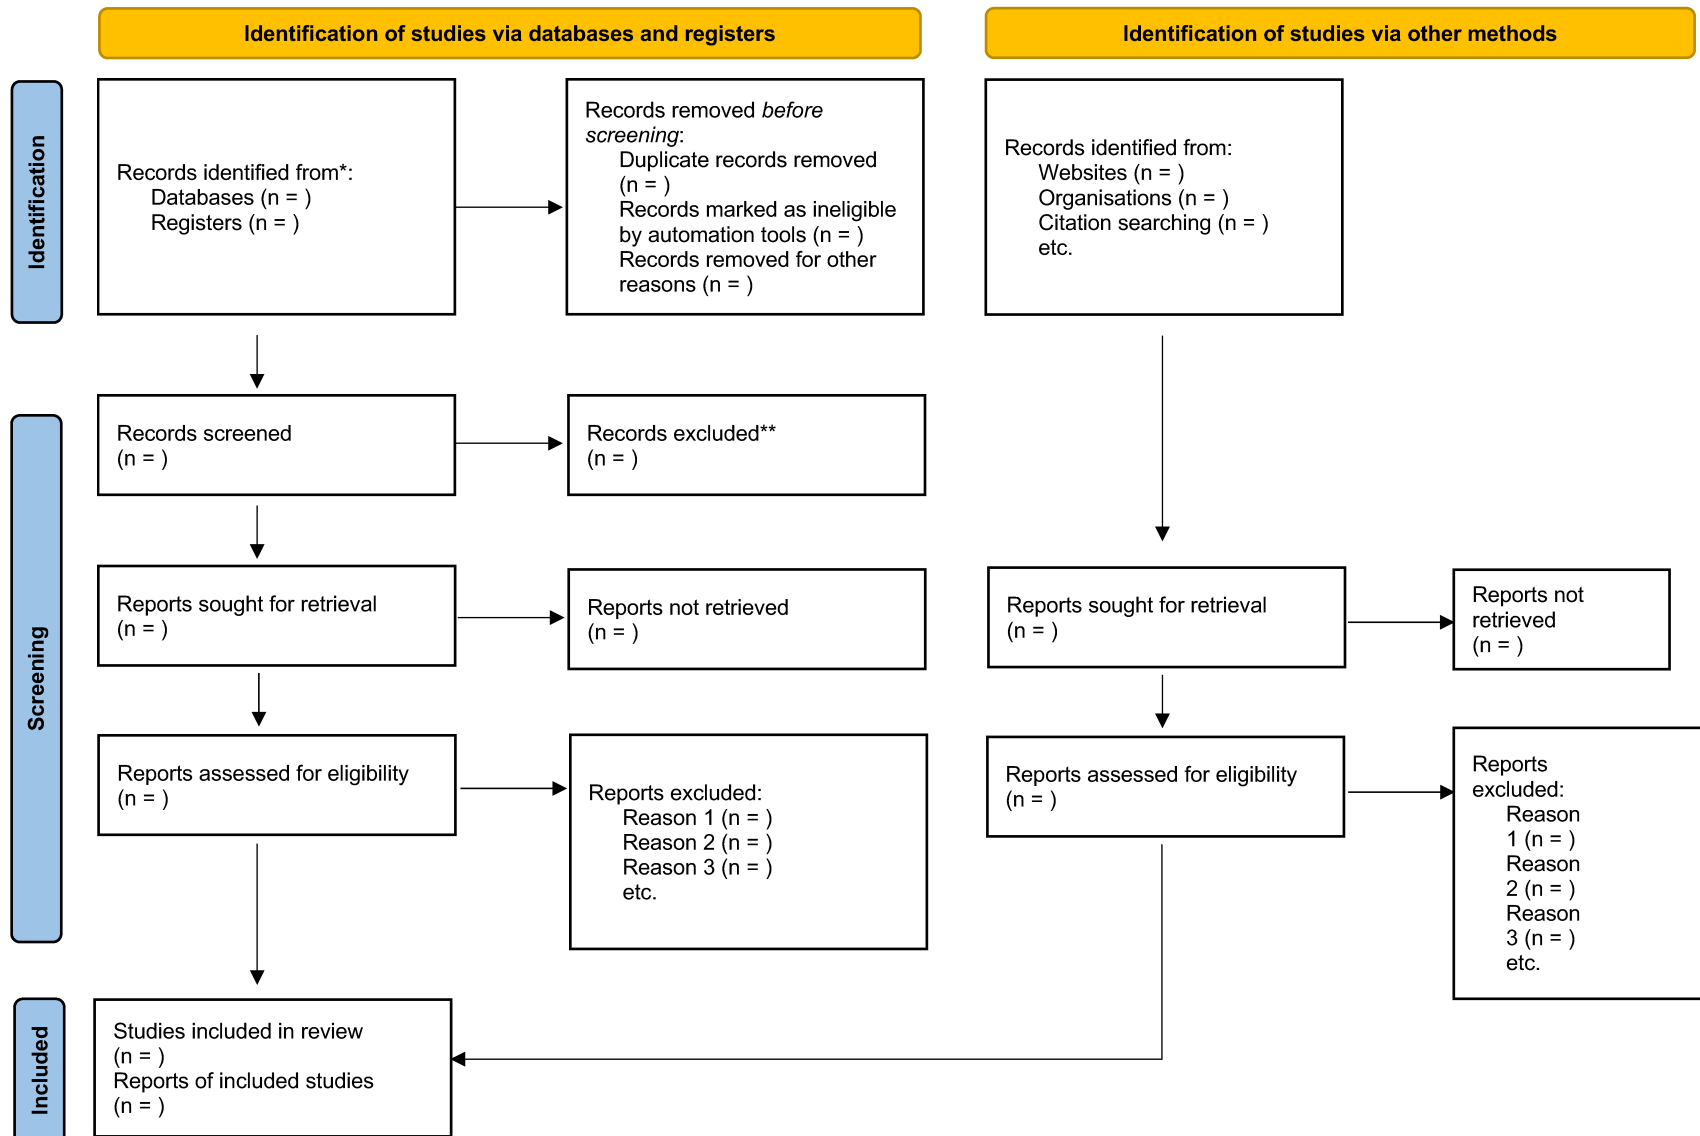 Identification of studies via databases and registers
Identification of studies via other methods
Identification
Records identified from*:
Databases (n = )
Registers (n = )
Records removed before
screening:
Duplicate records removed
(n = )
Records marked as ineligible
by automation tools (n = )
Records removed for other
reasons (n = )
Records identified from:
Websites (n = )
Organisations (n = )
Citation searching (n = )
etc.
Screening
Records screened
(n = )
Records excluded**
(n = )
Reports sought for retrieval
(n = )
Reports not retrieved
(n = )
Reports sought for retrieval
(n = )
Reports not
retrieved
(n = )
Reports assessed for eligibility
(n = )
Reports excluded:
Reason 1 (n = )
Reason 2 (n = )
Reason 3 (n = )
etc.
Reports assessed for eligibility
(n = )
Reports
excluded:
Reason
1 (n = )
Reason
2 (n = )
Reason
3 (n = )
etc.
Included
Studies included in review
(n = )
Reports of included studies
(n = )